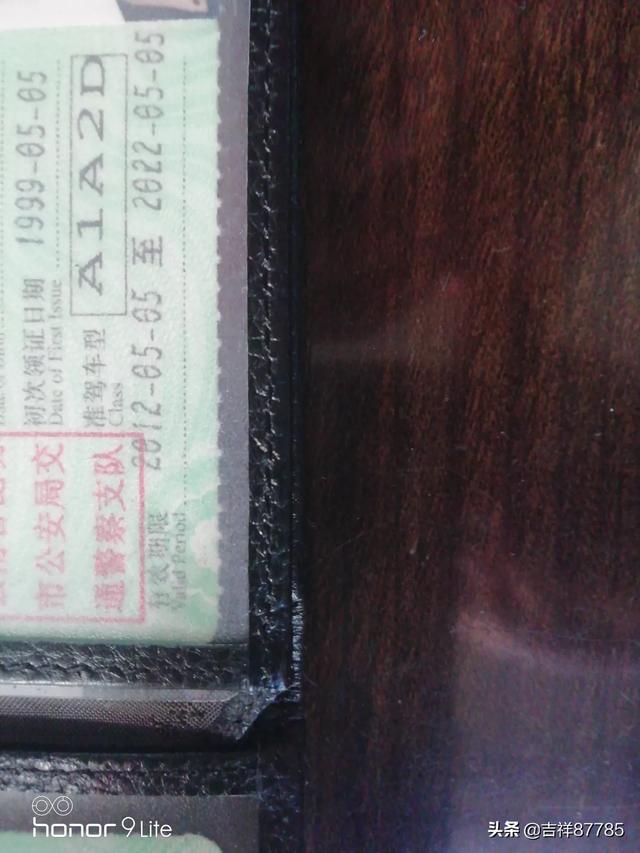 初次领证日期 1999-05-05
Date of First Issue
准驾车型 A1A2D
Class
2012-05-05 至 2022-05-05
有效期限
Valid Period
市公安局交
通警察支队
honor 9 Lite
头条 @吉祥87785